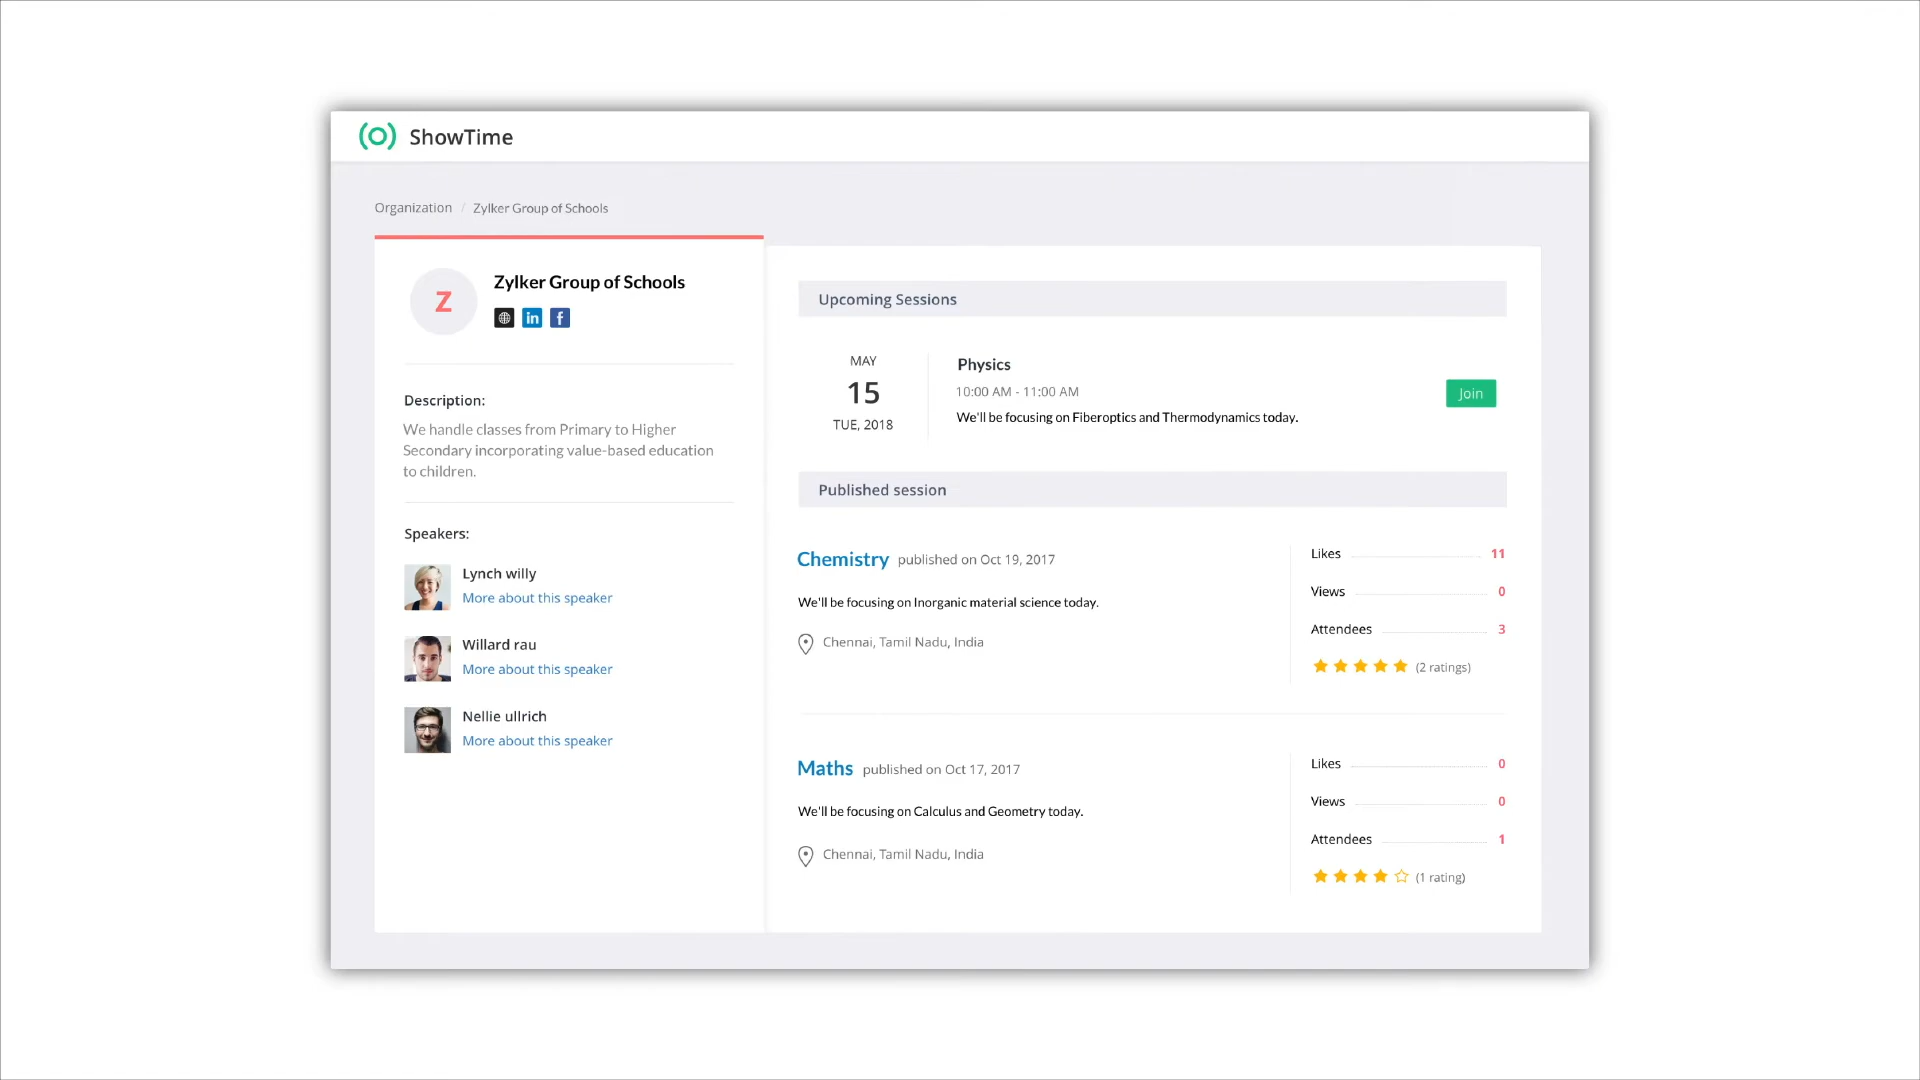 ShowTime
Organization / Zylker Group of Schools
Z
Zylker Group of Schools
in f
Description:
We handle classes from Primary to Higher
Secondary incorporating value-based education
to children.
Speakers:
Lynch willy
More about this speaker
Willard rau
More about this speaker
Nellie ullrich
More about this speaker
Upcoming Sessions
MAY
15
TUE, 2018
Physics
10:00 AM - 11:00 AM
We'll be focusing on Fiberoptics and Thermodynamics today.
Join
Published session
Chemistry published on Oct 19, 2017
We'll be focusing on Inorganic material science today.
Chennai, Tamil Nadu, India
Likes 11
Views 0
Attendees 3
(2 ratings)
Maths published on Oct 17, 2017
We'll be focusing on Calculus and Geometry today.
Chennai, Tamil Nadu, India
Likes 0
Views 0
Attendees 1
(1 rating)